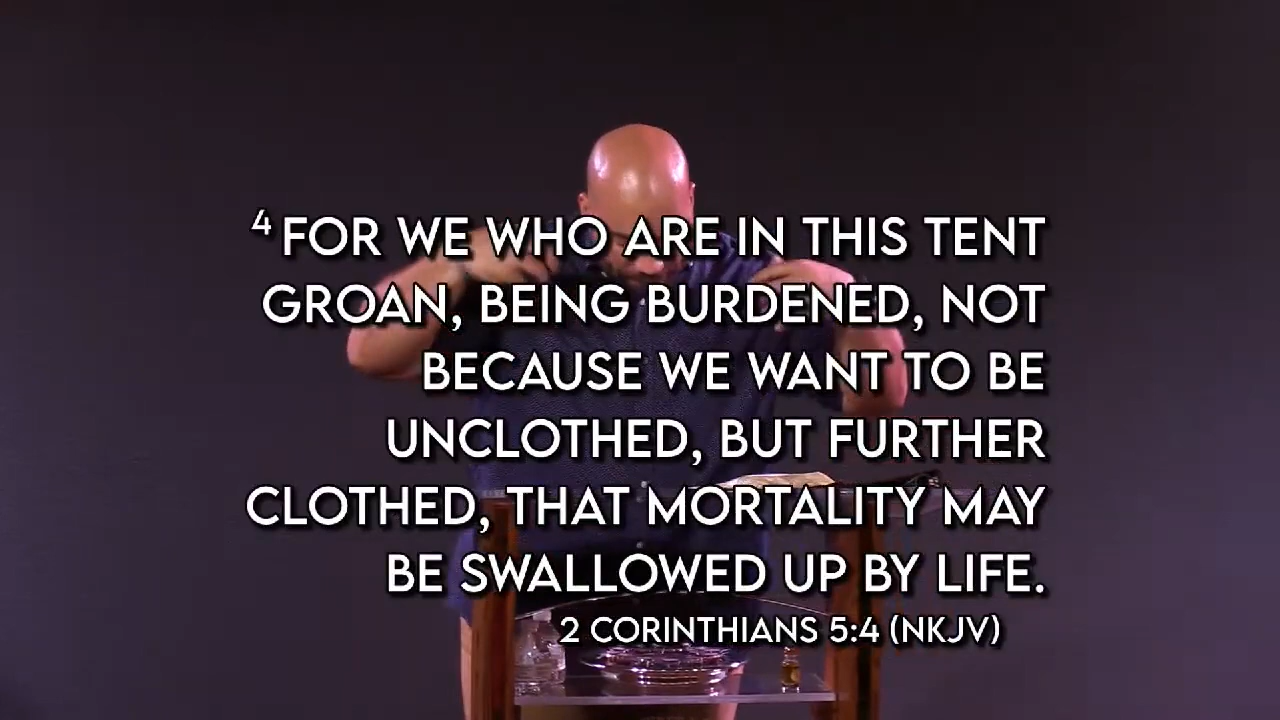 ⁴ FOR WE WHO ARE IN THIS TENT
GROAN, BEING BURDENED, NOT
BECAUSE WE WANT TO BE
UNCLOTHED, BUT FURTHER
CLOTHED, THAT MORTALITY MAY
BE SWALLOWED UP BY LIFE.
2 CORINTHIANS 5:4 (NKJV)